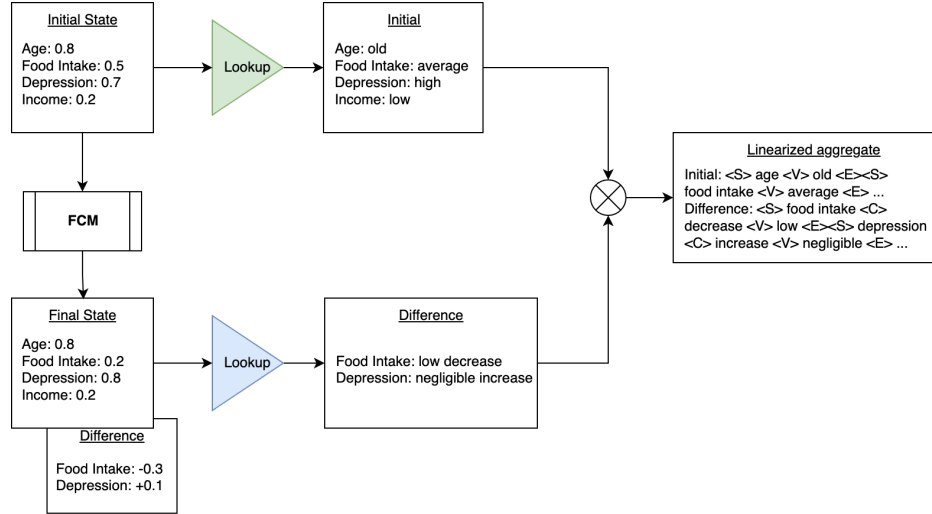 Initial State
Age: 0.8
Food Intake: 0.5
Depression: 0.7
Income: 0.2
Lookup
Initial
Age: old
Food Intake: average
Depression: high
Income: low
Linearized aggregate
Initial: <S> age <V> old <E><S>
food intake <V> average <E> ...
Difference: <S> food intake <C>
decrease <V> low <E><S> depression
<C> increase <V> negligible <E> ...
FCM
Final State
Age: 0.8
Food Intake: 0.2
Depression: 0.8
Income: 0.2
Lookup
Difference
Food Intake: low decrease
Depression: negligible increase
Difference
Food Intake: -0.3
Depression: +0.1